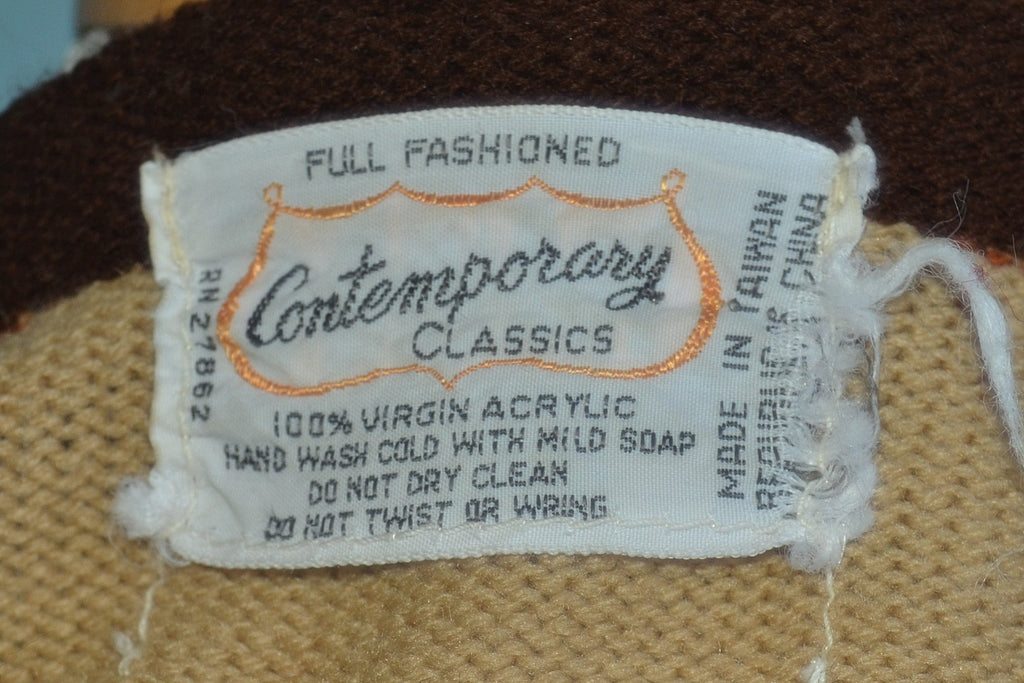 FULL FASHIONED
Contemporary
CLASSICS
100% VIRGIN ACRYLIC
HAND WASH COLD WITH MILD SOAP
DO NOT DRY CLEAN
DO NOT TWIST OR WRING
RN 27862
MADE IN TAIWAN
REPUBLIC CHINA